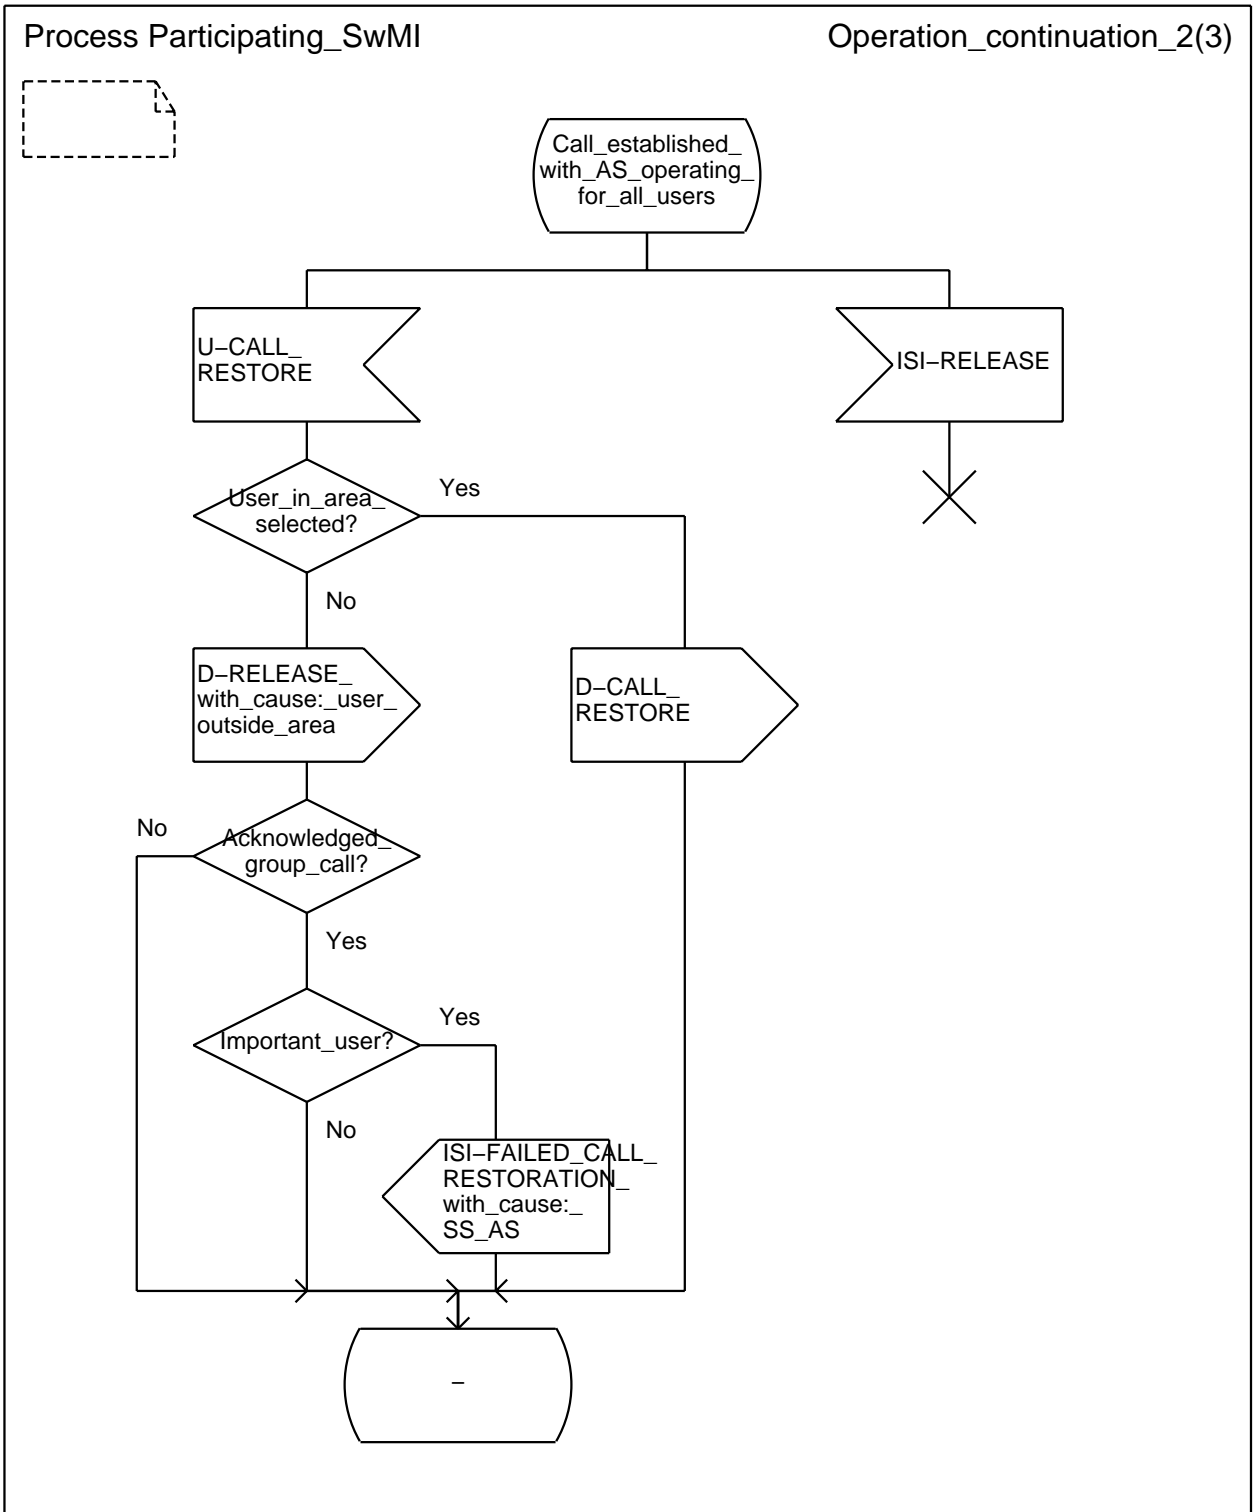 Process Participating_SwMI
Operation_continuation_2(3)
Call_established_
with_AS_operating_
for_all_users
U−CALL_
RESTORE
ISI−RELEASE
User_in_area_
selected?
Yes
No
D−RELEASE_
with_cause:_user_
outside_area
D−CALL_
RESTORE
No
Acknowledged_
group_call?
Yes
Important_user?
Yes
No
ISI−FAILED_CALL_
RESTORATION_
with_cause:_
SS_AS
−